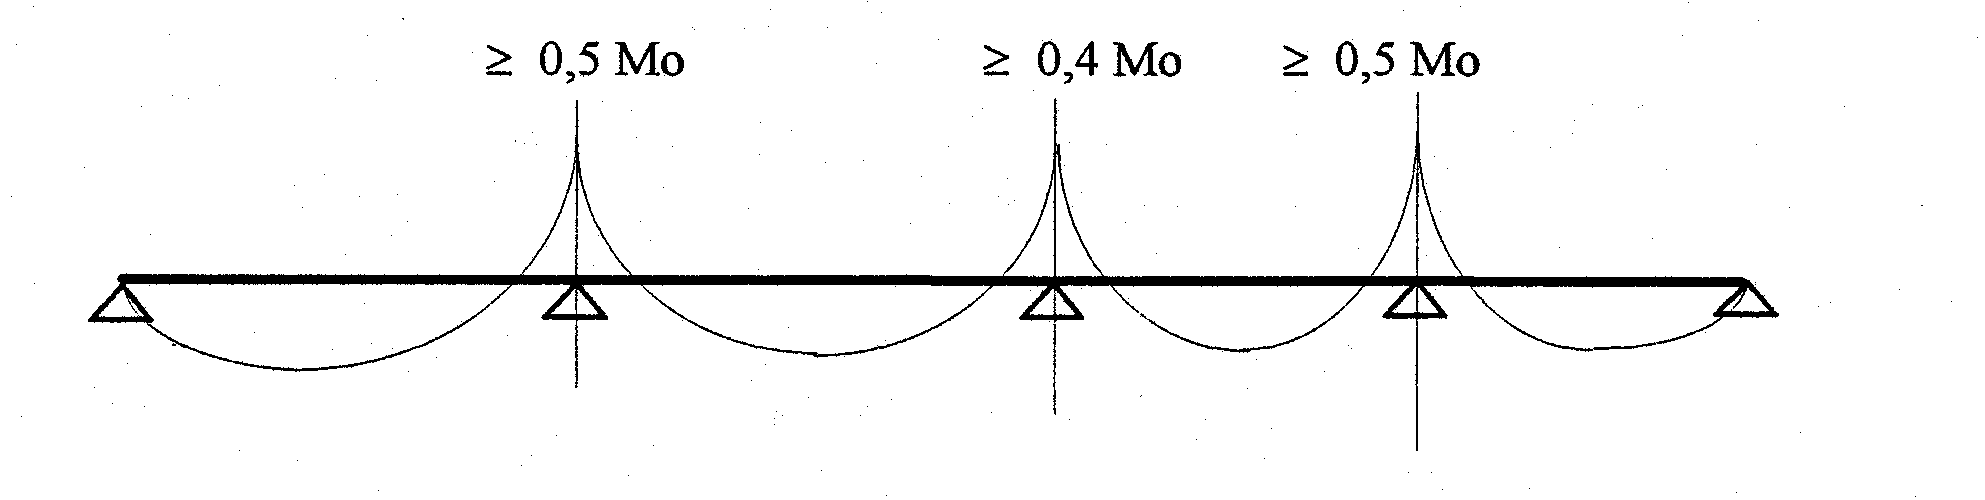 ≥ 0,5 Mo ≥ 0,4 Mo ≥ 0,5 Mo